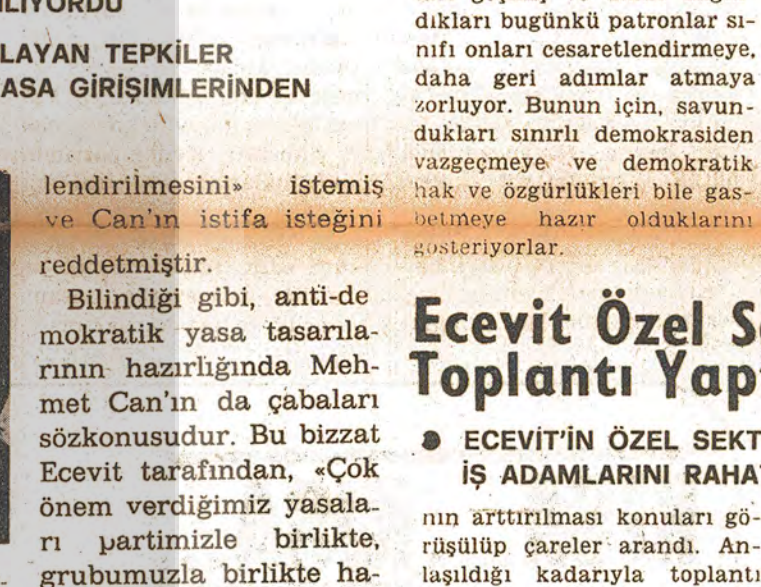 LAYAN TEPKİLER
ASA GİRİŞİMLERİNDEN
lendirilmesini» istemiş
ve Can'ın istifa isteğini
reddetmiştir.
Bilindiği gibi, anti-de
mokratik yasa tasarıla-
rının hazırlığında Meh-
met Can'ın da çabaları
sözkonusudur. Bu bizzat
Ecevit tarafından, «Çok
önem verdiğimiz yasala-
rı partimizle birlikte,
grubumuzla birlikte ha-
dıkları bugünkü patronlar sı-
nıfı onları cesaretlendirmeye,
daha geri adımlar atmaya
zorluyor. Bunun için, savun-
dukları sınırlı demokrasiden
vazgeçmeye ve demokratik
hak ve özgürlükleri bile gas-
betmeye hazır olduklarını
gösteriyorlar.
Ecevit Özel S
Toplantı Yap
● ECEVİT'İN ÖZEL SEKT
İŞ ADAMLARINI RAHA
nın arttırılması konuları gö-
rüşülüp çareler arandı. An-
laşıldığı kadarıyla toplantı